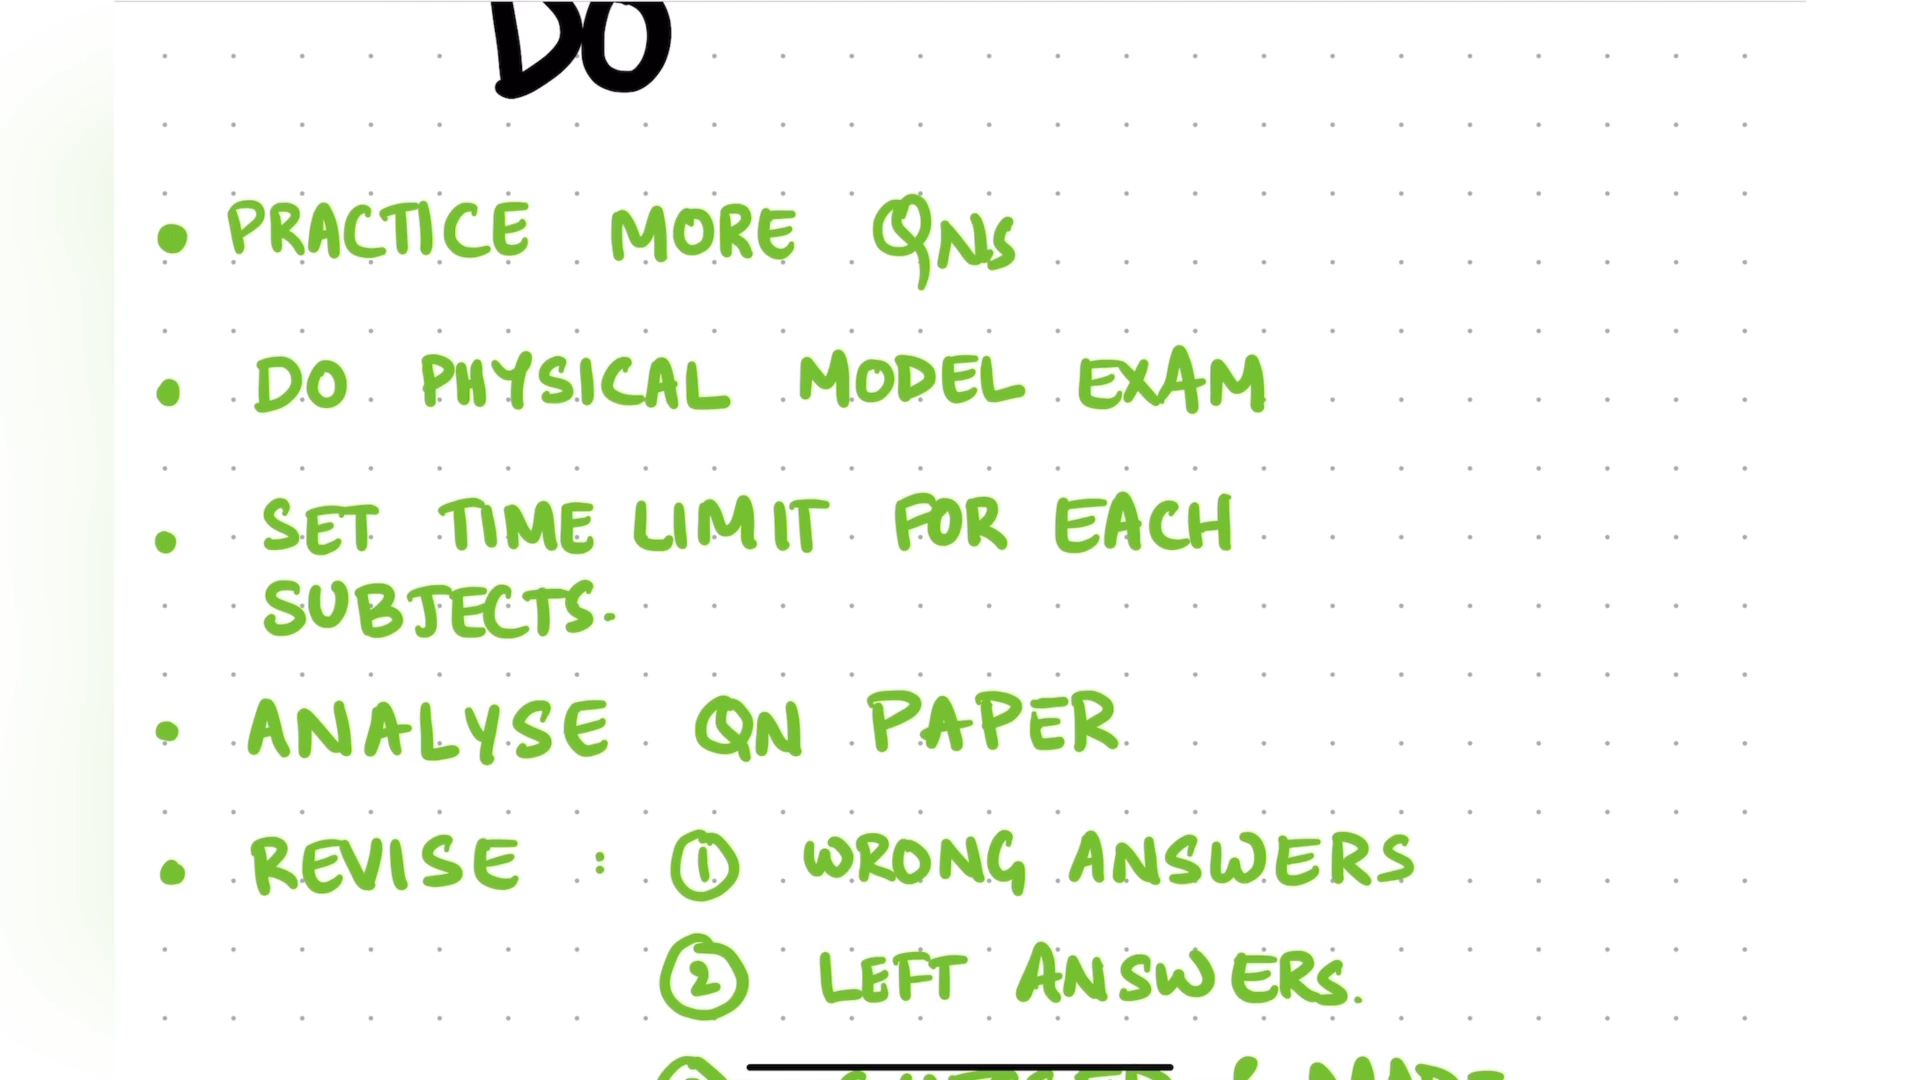 DO
• PRACTICE MORE QNS
• DO PHYSICAL MODEL EXAM
• SET TIME LIMIT FOR EACH
SUBJECTS.
• ANALYSE QN PAPER
• REVISE : ① WRONG ANSWERS
② LEFT ANSWERS.
& MADE